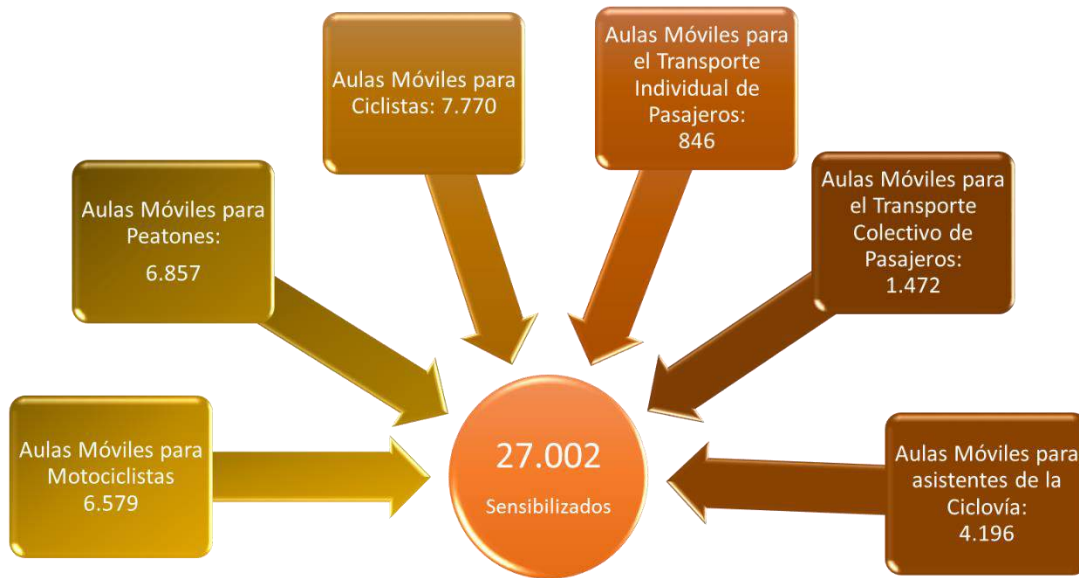 Aulas Móviles para
Ciclistas: 7.770
Aulas Móviles para
el Transporte
Individual de
Pasajeros:
846
Aulas Móviles para
Peatones:
6.857
Aulas Móviles para
el Transporte
Colectivo de
Pasajeros:
1.472
Aulas Móviles para
Motociclistas
6.579
27.002
Sensibilizados
Aulas Móviles para
asistentes de la
Ciclovía:
4.196